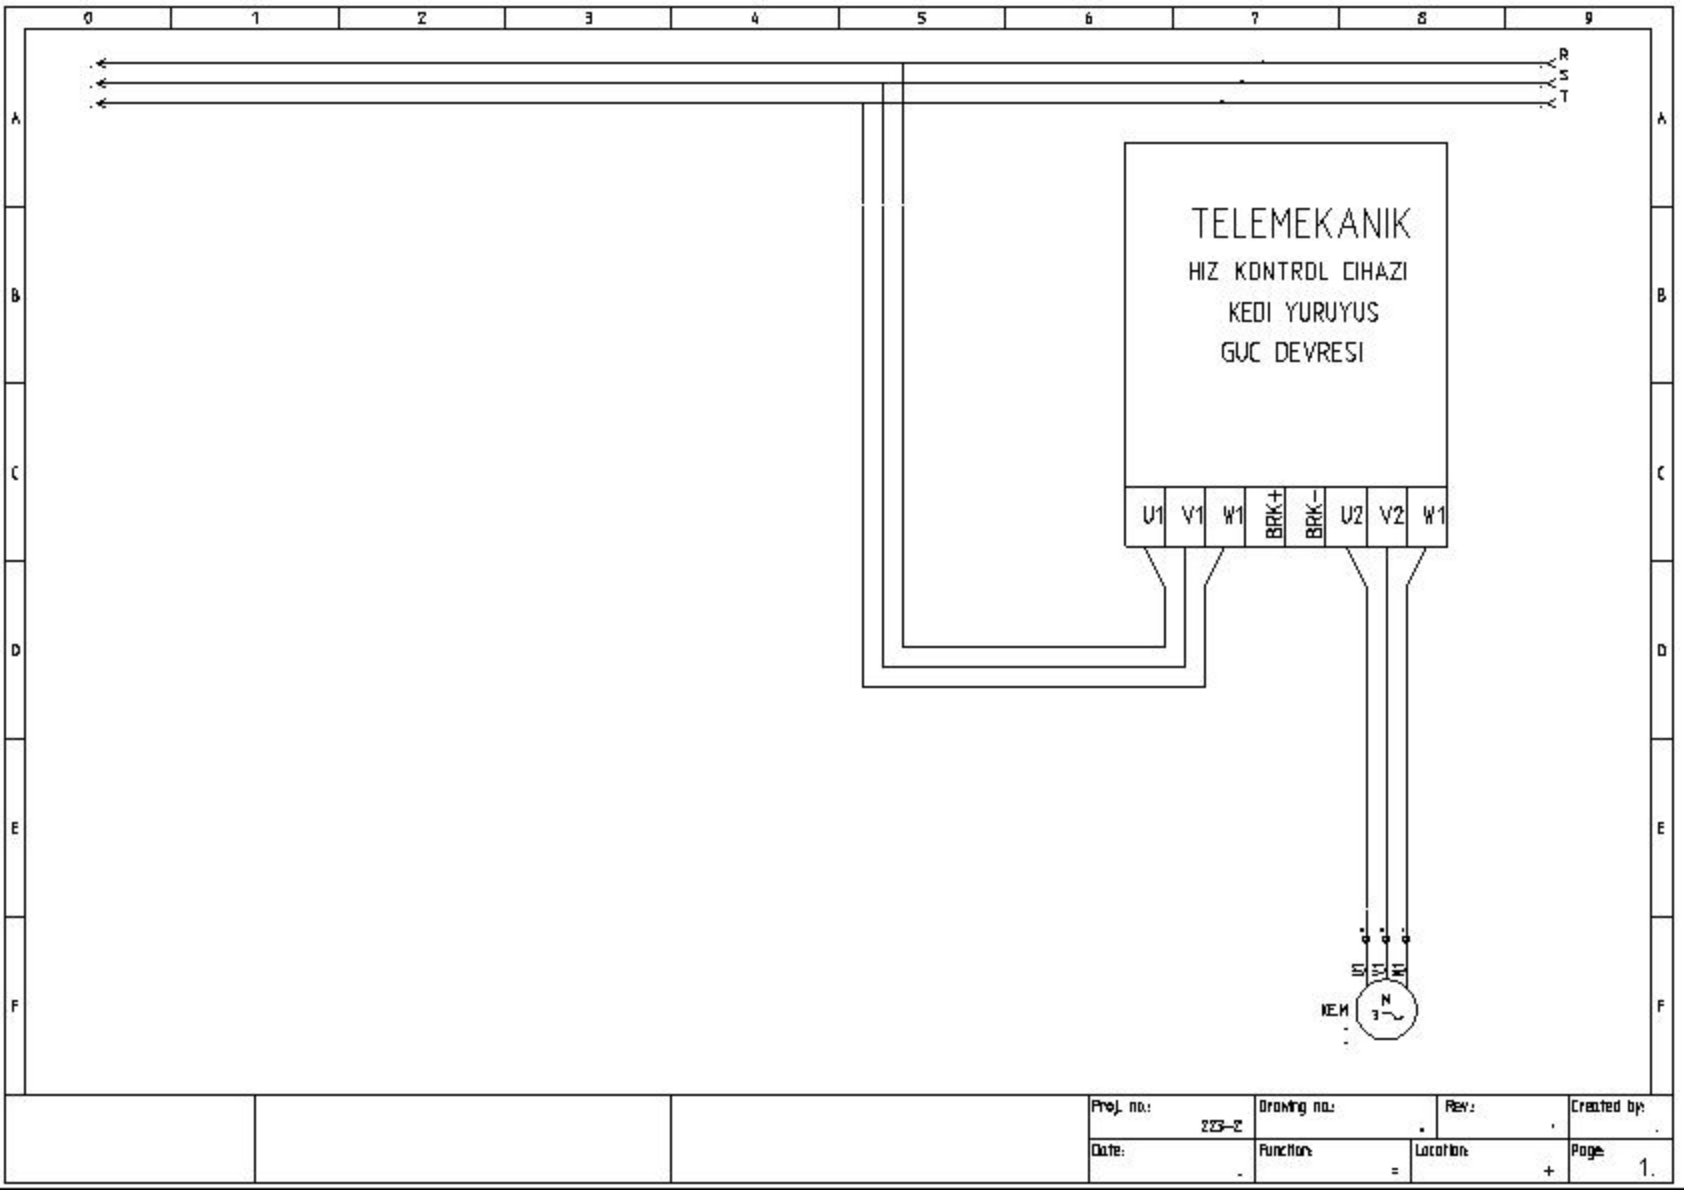 0 1 2 3 4 5 6 7 8 9
R
S
T
A A
TELEMEKANIK
HIZ KONTROL CIHAZI
B B
KEDI YURUYUS
GUC DEVRESI
C C
U1 V1 W1 BRK+ BRK- U2 V2 W1
D D
E E
U1 V1 W1
F KE.M F
3~
Proj. no.: Drawing no.: Rev.: Created by:
223-2
Date: Function: Location: Page:
= + 1.